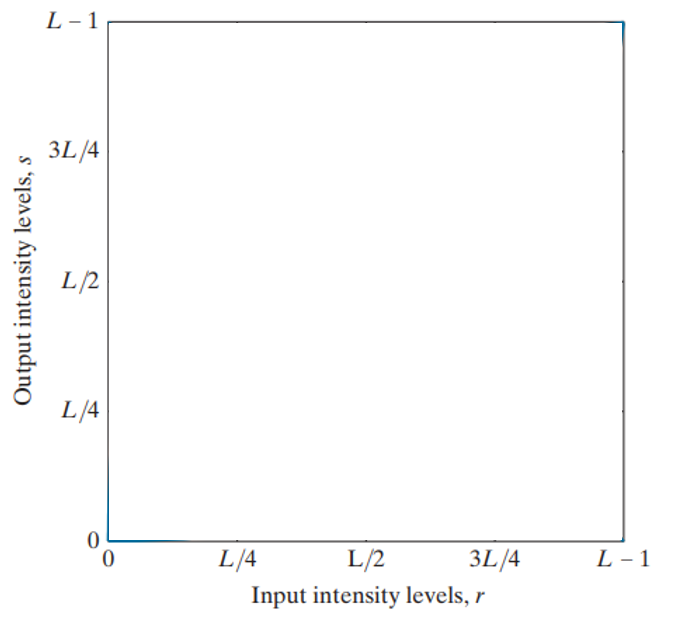 L – 1
3L/4
L/2
L/4
0
0 L/4 L/2 3L/4 L – 1
Output intensity levels, s
Input intensity levels, r